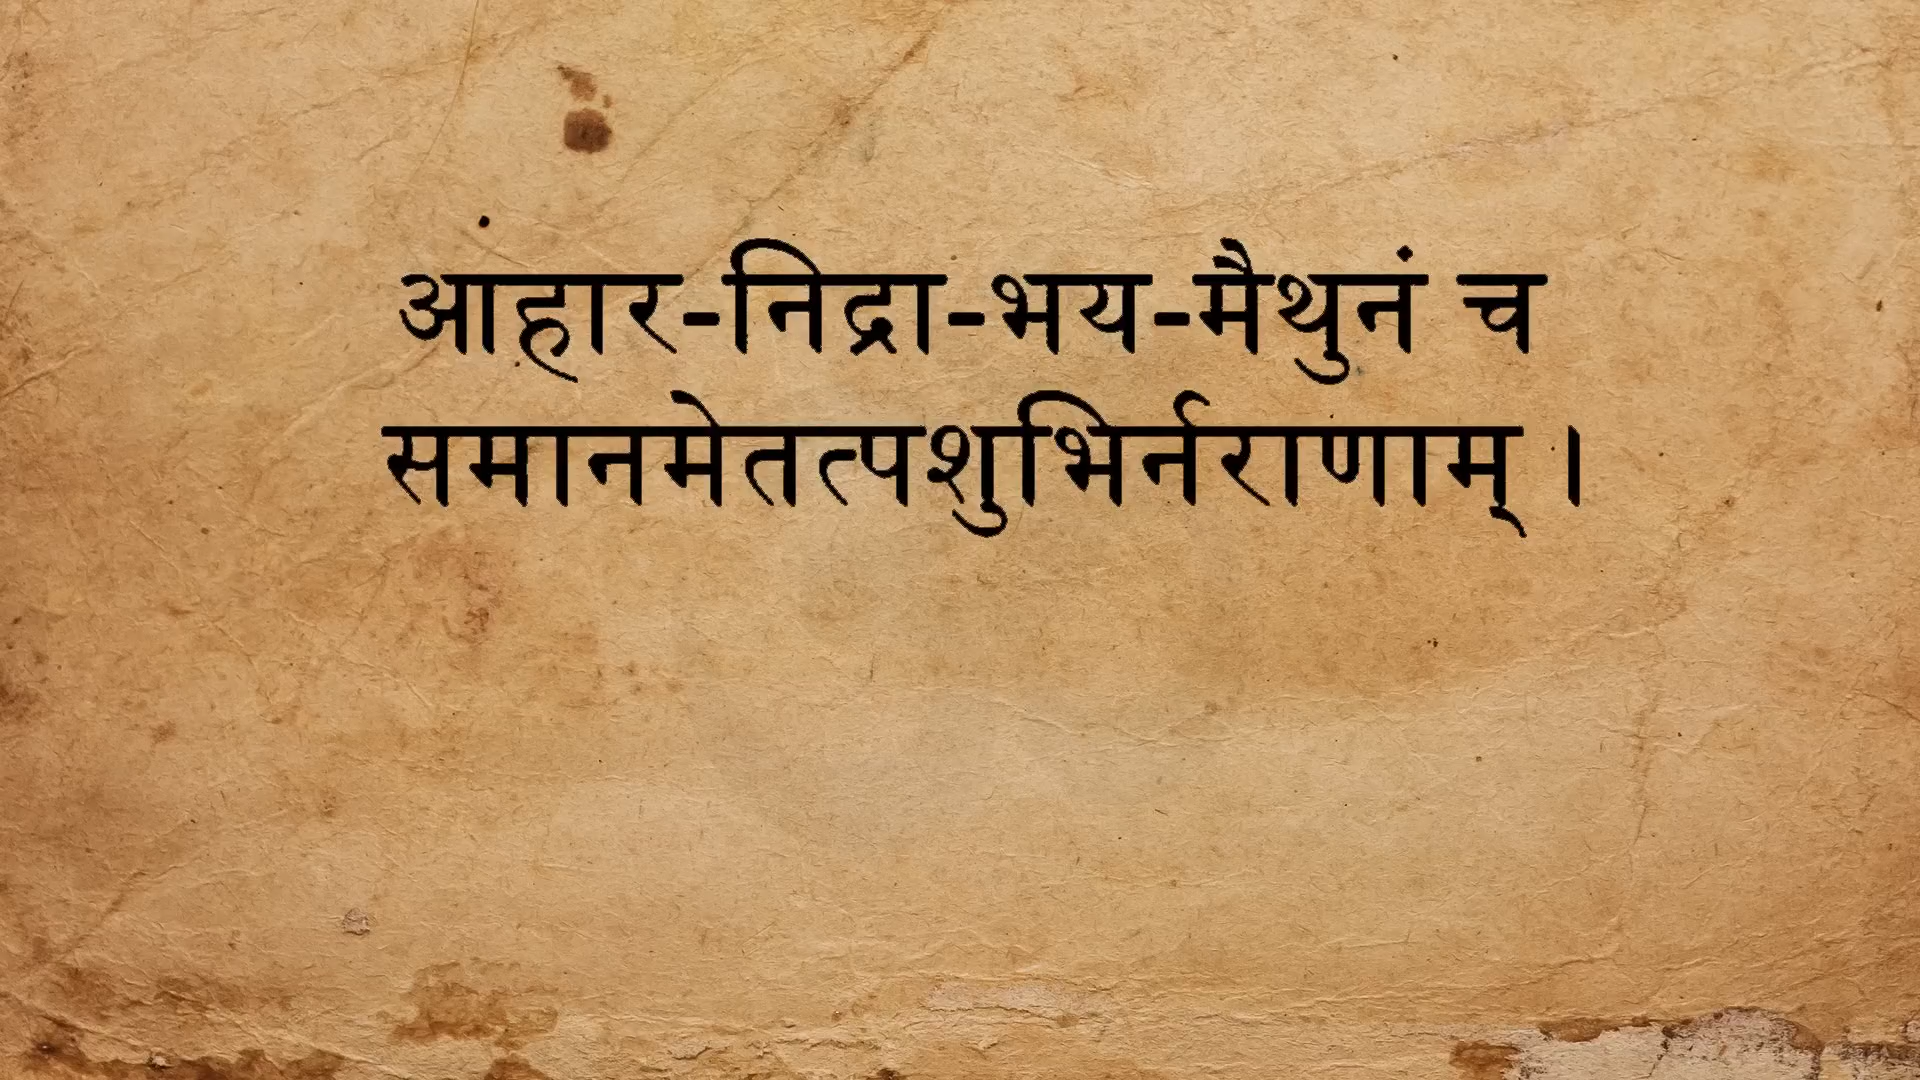 आहार-निद्रा-भय-मैथुनं च
समानमेतत्पशुभिर्नराणाम् ।